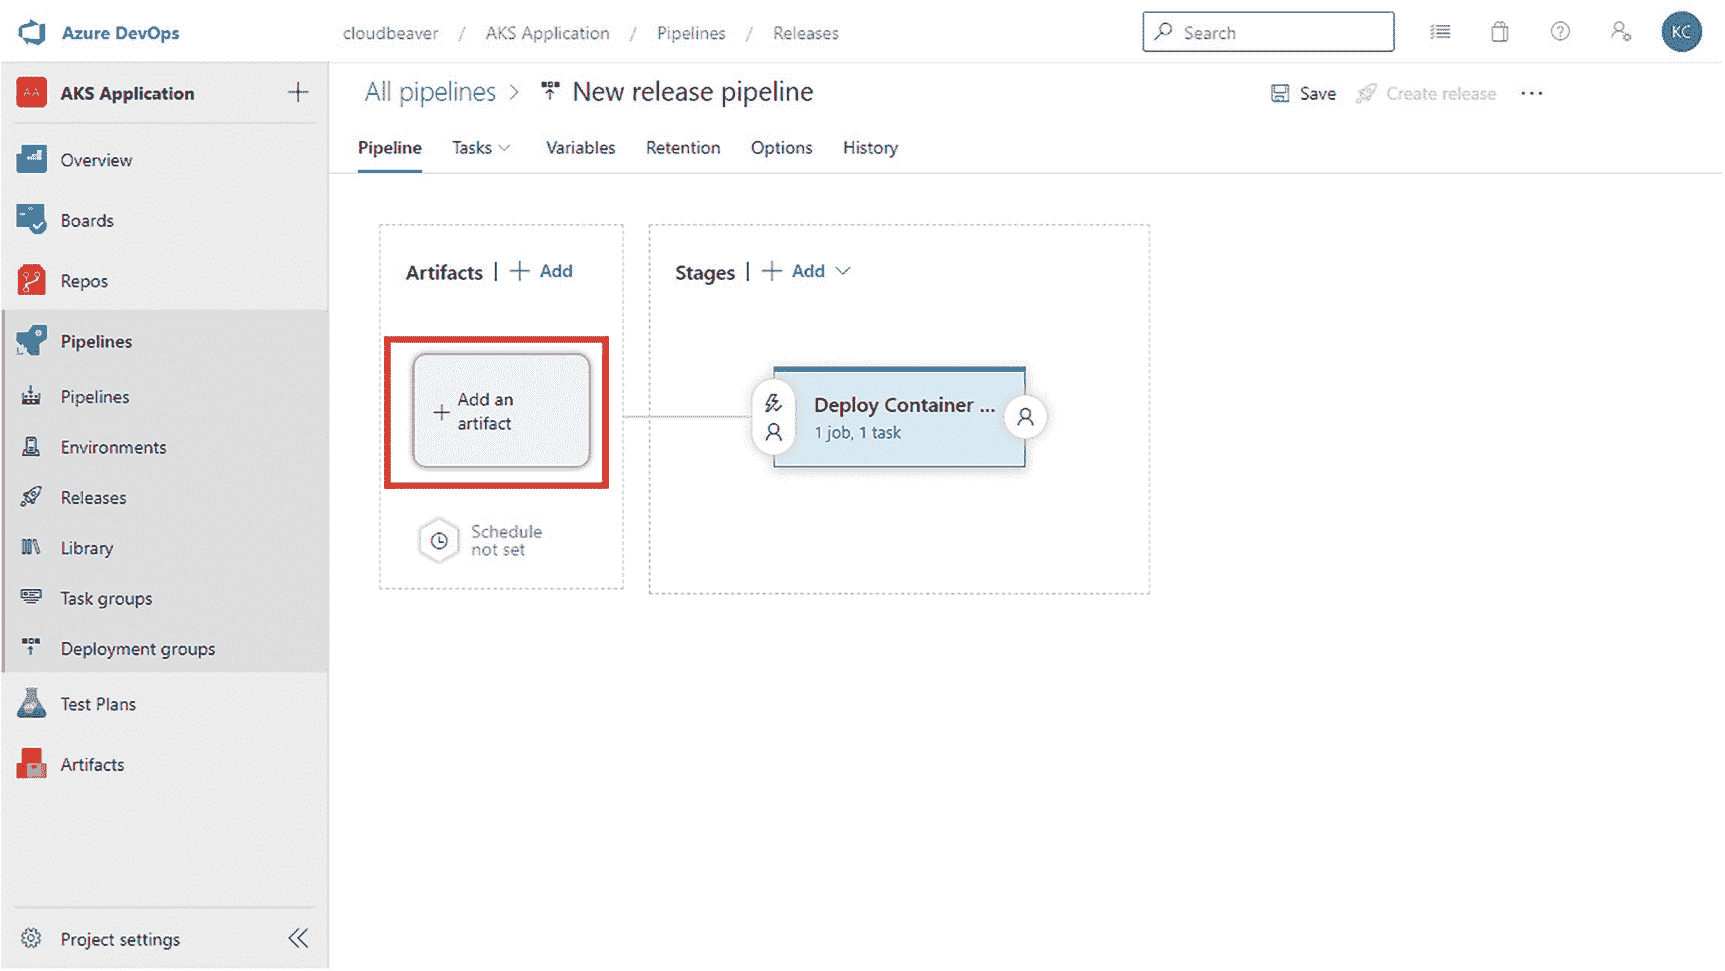 Azure DevOps
cloudbeaver / AKS Application / Pipelines / Releases
Search
KC
AA
AKS Application
All pipelines > New release pipeline
Save
Create release
...
Pipeline
Tasks
Variables
Retention
Options
History
Overview
Boards
Repos
Pipelines
Pipelines
Environments
Releases
Library
Task groups
Deployment groups
Test Plans
Artifacts
Project settings
Artifacts | + Add
Add an
artifact
Schedule
not set
Stages | + Add
Deploy Container ...
1 job, 1 task